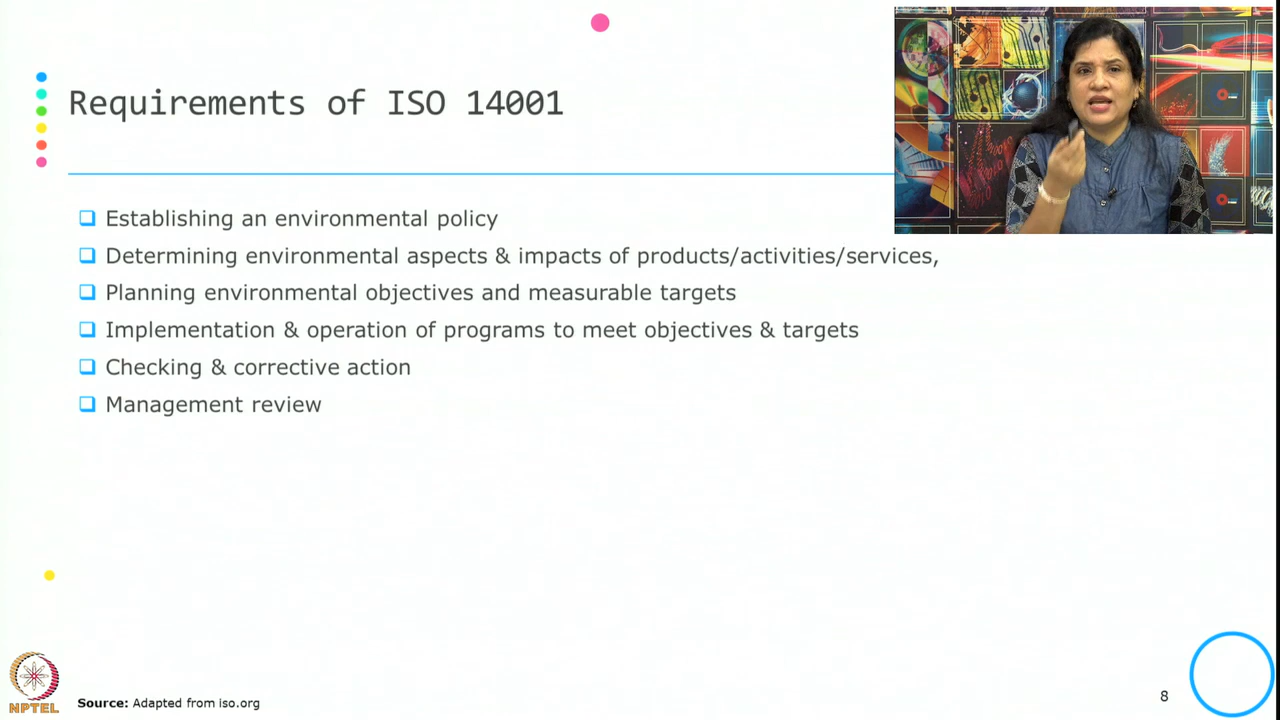 Requirements of ISO 14001
Establishing an environmental policy
Determining environmental aspects & impacts of products/activities/services,
Planning environmental objectives and measurable targets
Implementation & operation of programs to meet objectives & targets
Checking & corrective action
Management review
NPTEL
Source: Adapted from iso.org
8